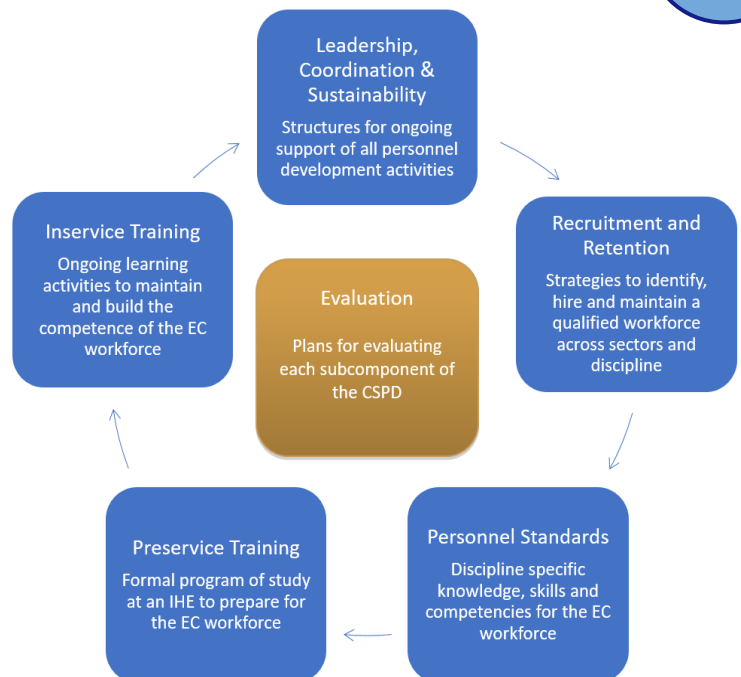 Leadership,
Coordination &
Sustainability
Structures for ongoing
support of all personnel
development activities
Recruitment and
Retention
Strategies to identify,
hire and maintain a
qualified workforce
across sectors and
discipline
Personnel Standards
Discipline specific
knowledge, skills and
competencies for the EC
workforce
Preservice Training
Formal program of study
at an IHE to prepare for
the EC workforce
Inservice Training
Ongoing learning
activities to maintain
and build the
competence of the EC
workforce
Evaluation
Plans for evaluating
each subcomponent of
the CSPD